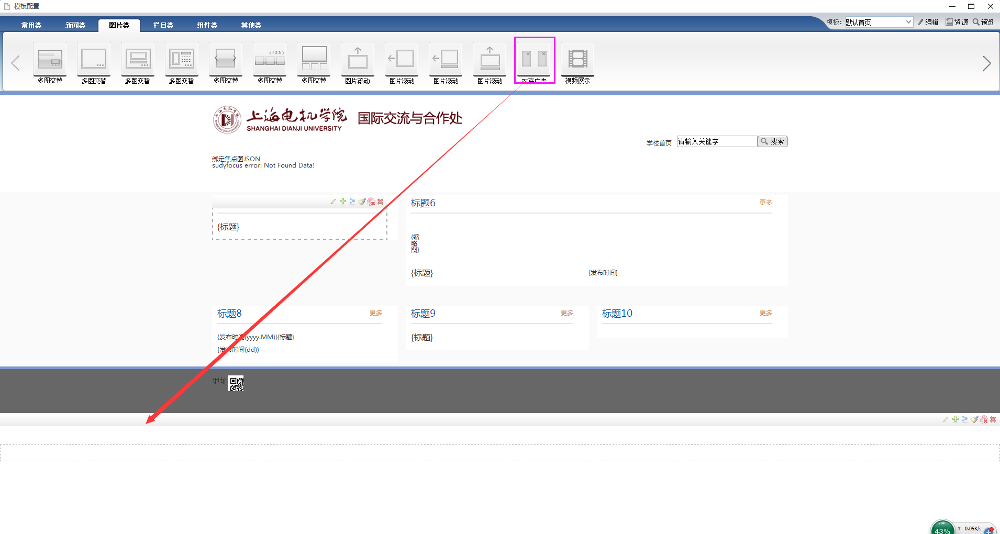 模板配置
常用类 新闻类 图片类 栏目类 组件类 其他类 模板： 默认首页 编辑 资源 预览
<123>
多图交替 多图交替 多图交替 多图交替 多图交替 多图交替 多图交替 图片滚动 图片滚动 图片滚动 图片滚动 对联广告 视频展示
上海电机学院 国际交流与合作处
SHANGHAI DIANJI UNIVERSITY
学校首页 请输入关键字 搜索
绑定焦点图JSON
sudyfocus error: Not Found Data!
标题6 更多
{标题}
{缩
略
图}
{标题} {发布时间}
标题8 更多 标题9 更多 标题10 更多
{发布时间(yyyy.MM)}{标题} {标题}
{发布时间(dd)}
地址
43% 0.05K/s